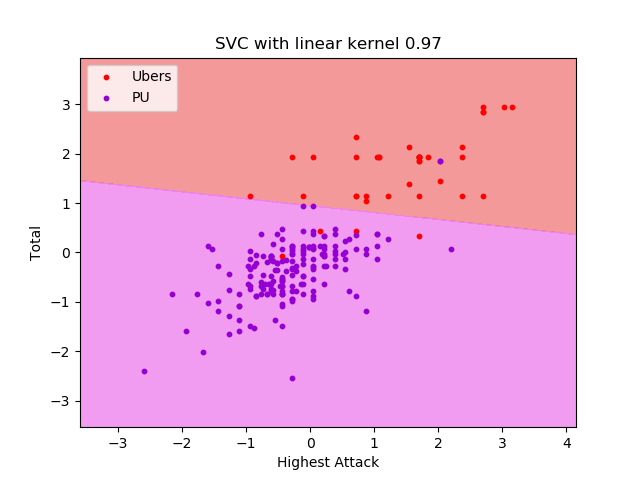 SVC with linear kernel 0.97
Ubers
PU
3
2
1
0
−1
−2
−3
Total
−3 −2 −1 0 1 2 3 4
Highest Attack